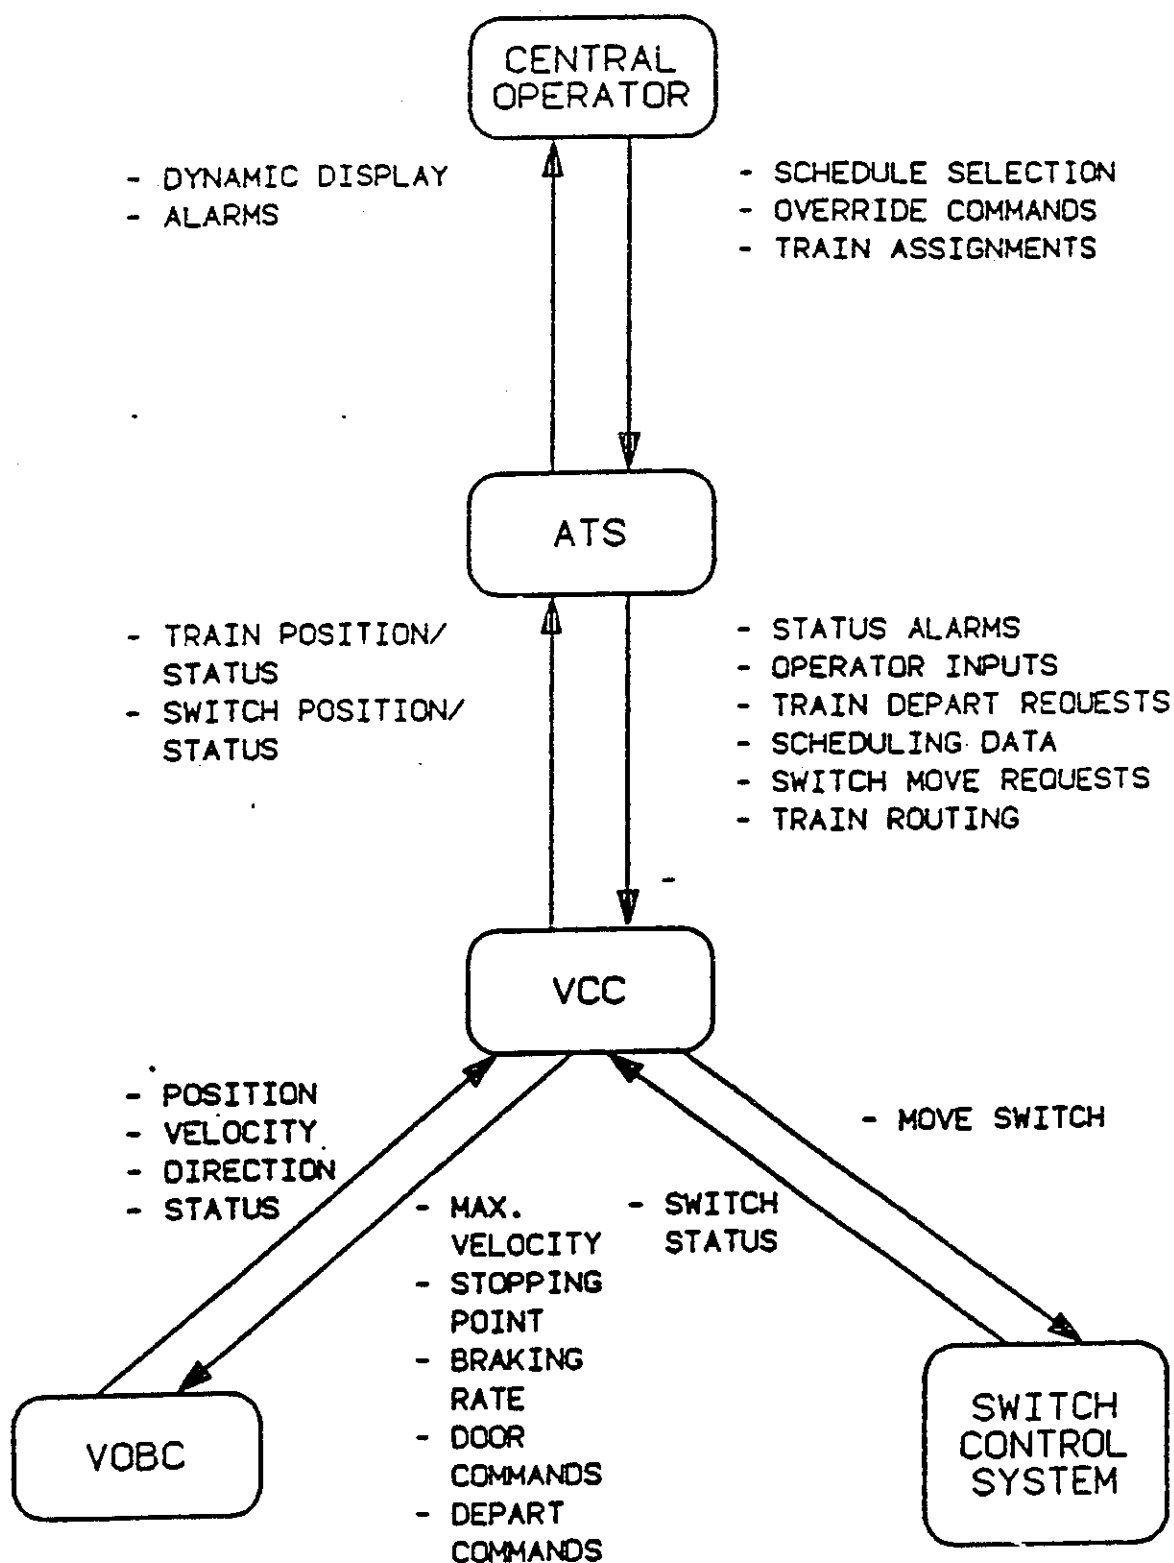 CENTRAL
OPERATOR
- DYNAMIC DISPLAY
- ALARMS
- SCHEDULE SELECTION
- OVERRIDE COMMANDS
- TRAIN ASSIGNMENTS
ATS
- TRAIN POSITION/
STATUS
- SWITCH POSITION/
STATUS
- STATUS ALARMS
- OPERATOR INPUTS
- TRAIN DEPART REQUESTS
- SCHEDULING DATA
- SWITCH MOVE REQUESTS
- TRAIN ROUTING
VCC
- POSITION
- VELOCITY
- DIRECTION
- STATUS
- MAX.
VELOCITY
- STOPPING
POINT
- BRAKING
RATE
- DOOR
COMMANDS
- DEPART
COMMANDS
- SWITCH
STATUS
- MOVE SWITCH
VOBC
SWITCH
CONTROL
SYSTEM